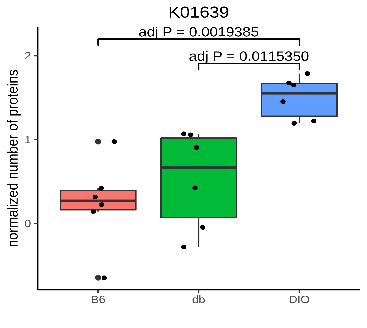 K01639
adj P = 0.0019385
adj P = 0.0115350
normalized number of proteins
2
1
0
B6
db
DIO